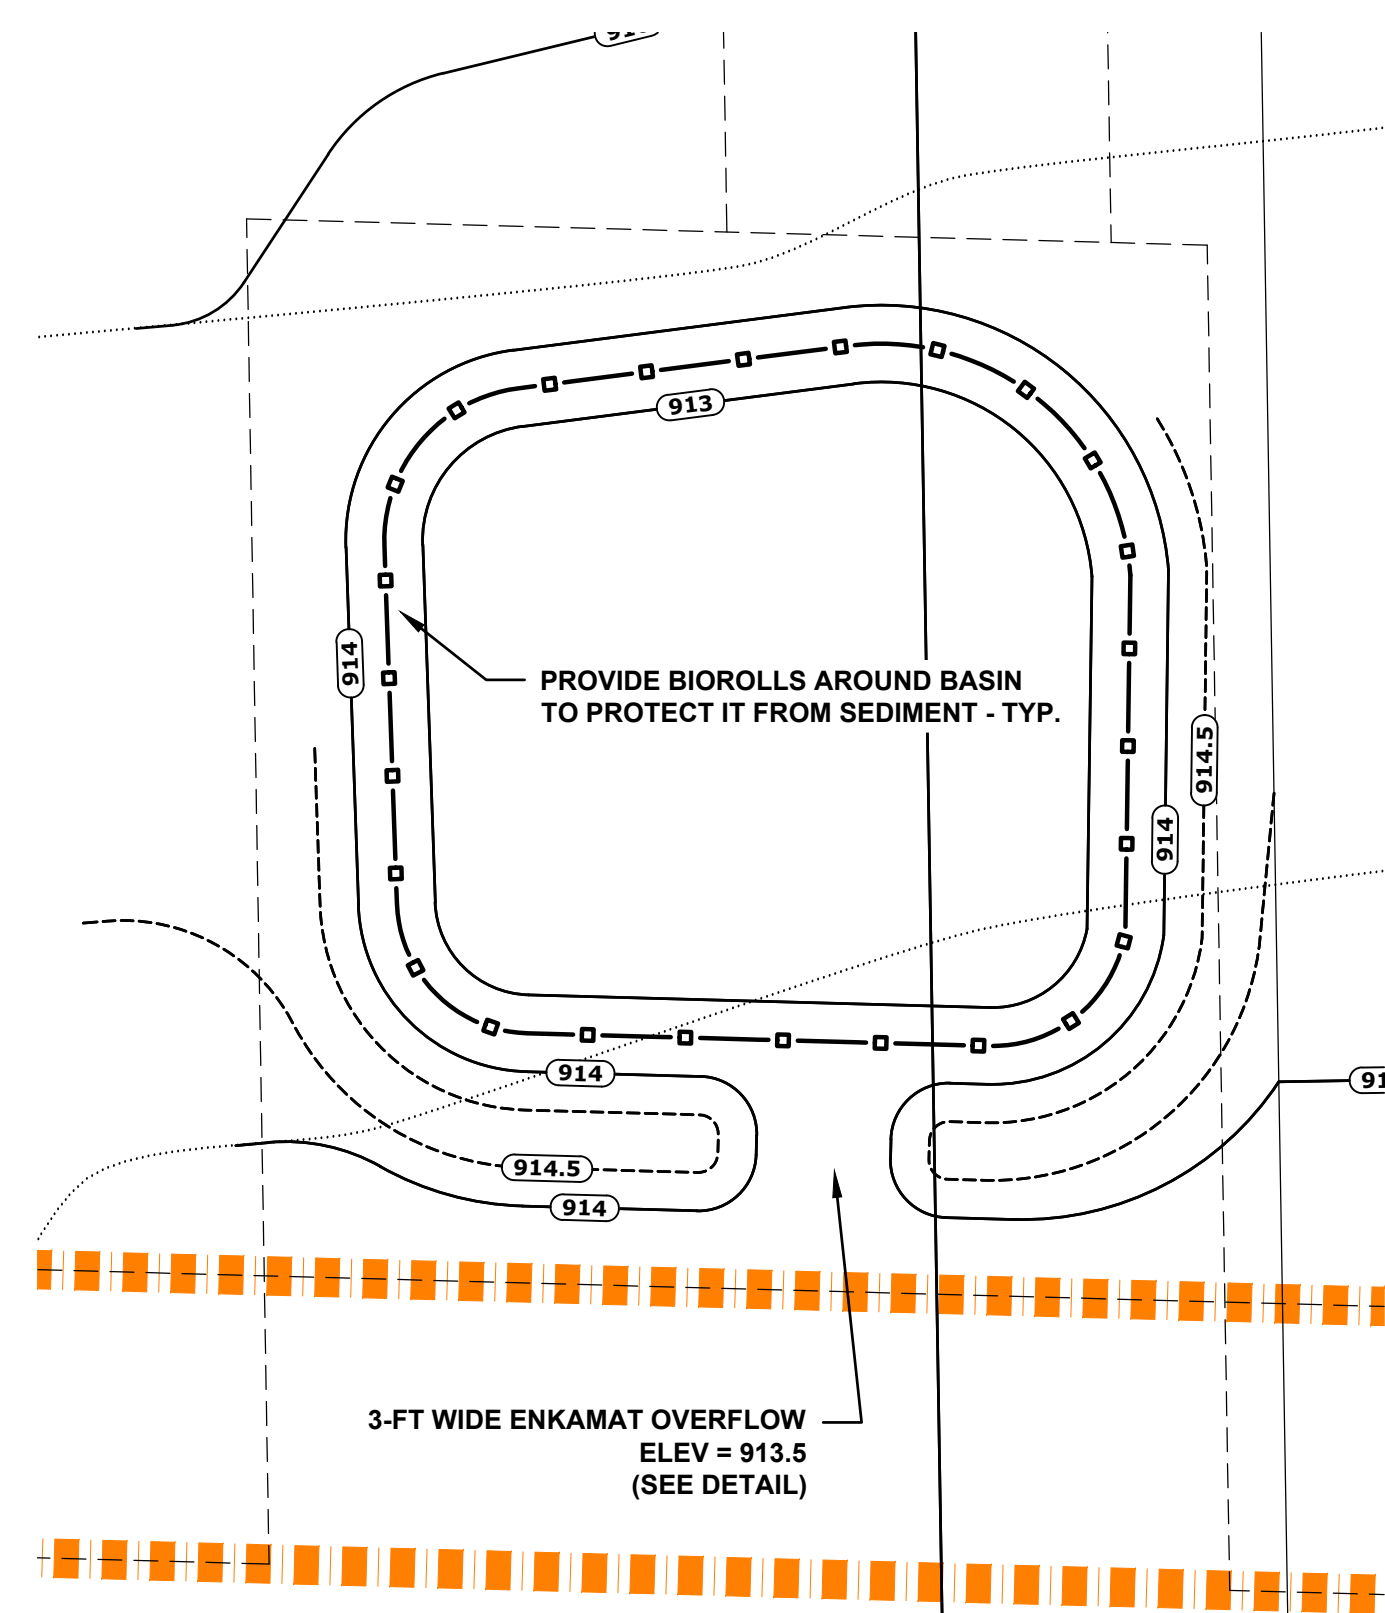 913
914
PROVIDE BIOROLLS AROUND BASIN
TO PROTECT IT FROM SEDIMENT - TYP.
914.5
914
914
914.5
914
3-FT WIDE ENKAMAT OVERFLOW
ELEV = 913.5
(SEE DETAIL)